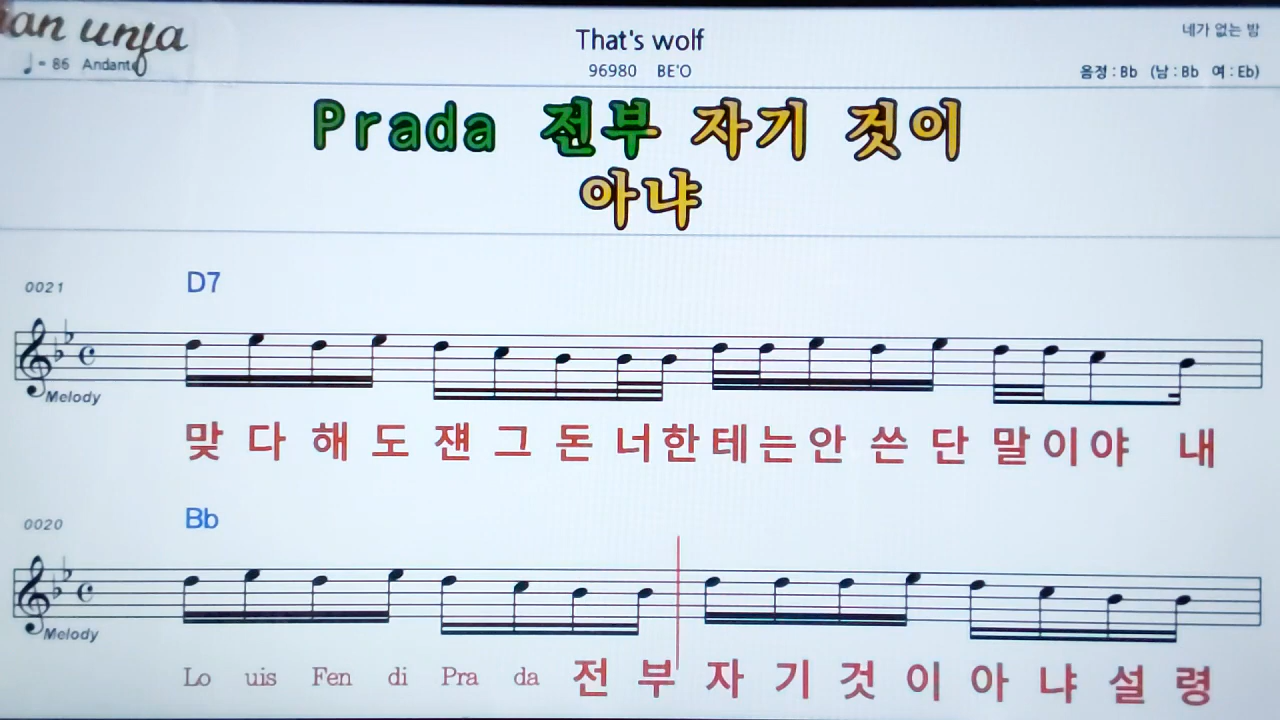 an unja
♩= 86 Andant
That's wolf
96980 BE'O
네가 없는 밤
음정 : Bb (남 : Bb 여 : Eb)
Prada 전부 자기 것이
아냐
0021
D7
Melody
맞 다 해 도 쟨 그 돈 너 한 테 는 안 쓴 단 말 이 야 내
0020
Bb
Melody
Lo uis Fen di Pra da 전 부 자 기 것 이 아 냐 설 령